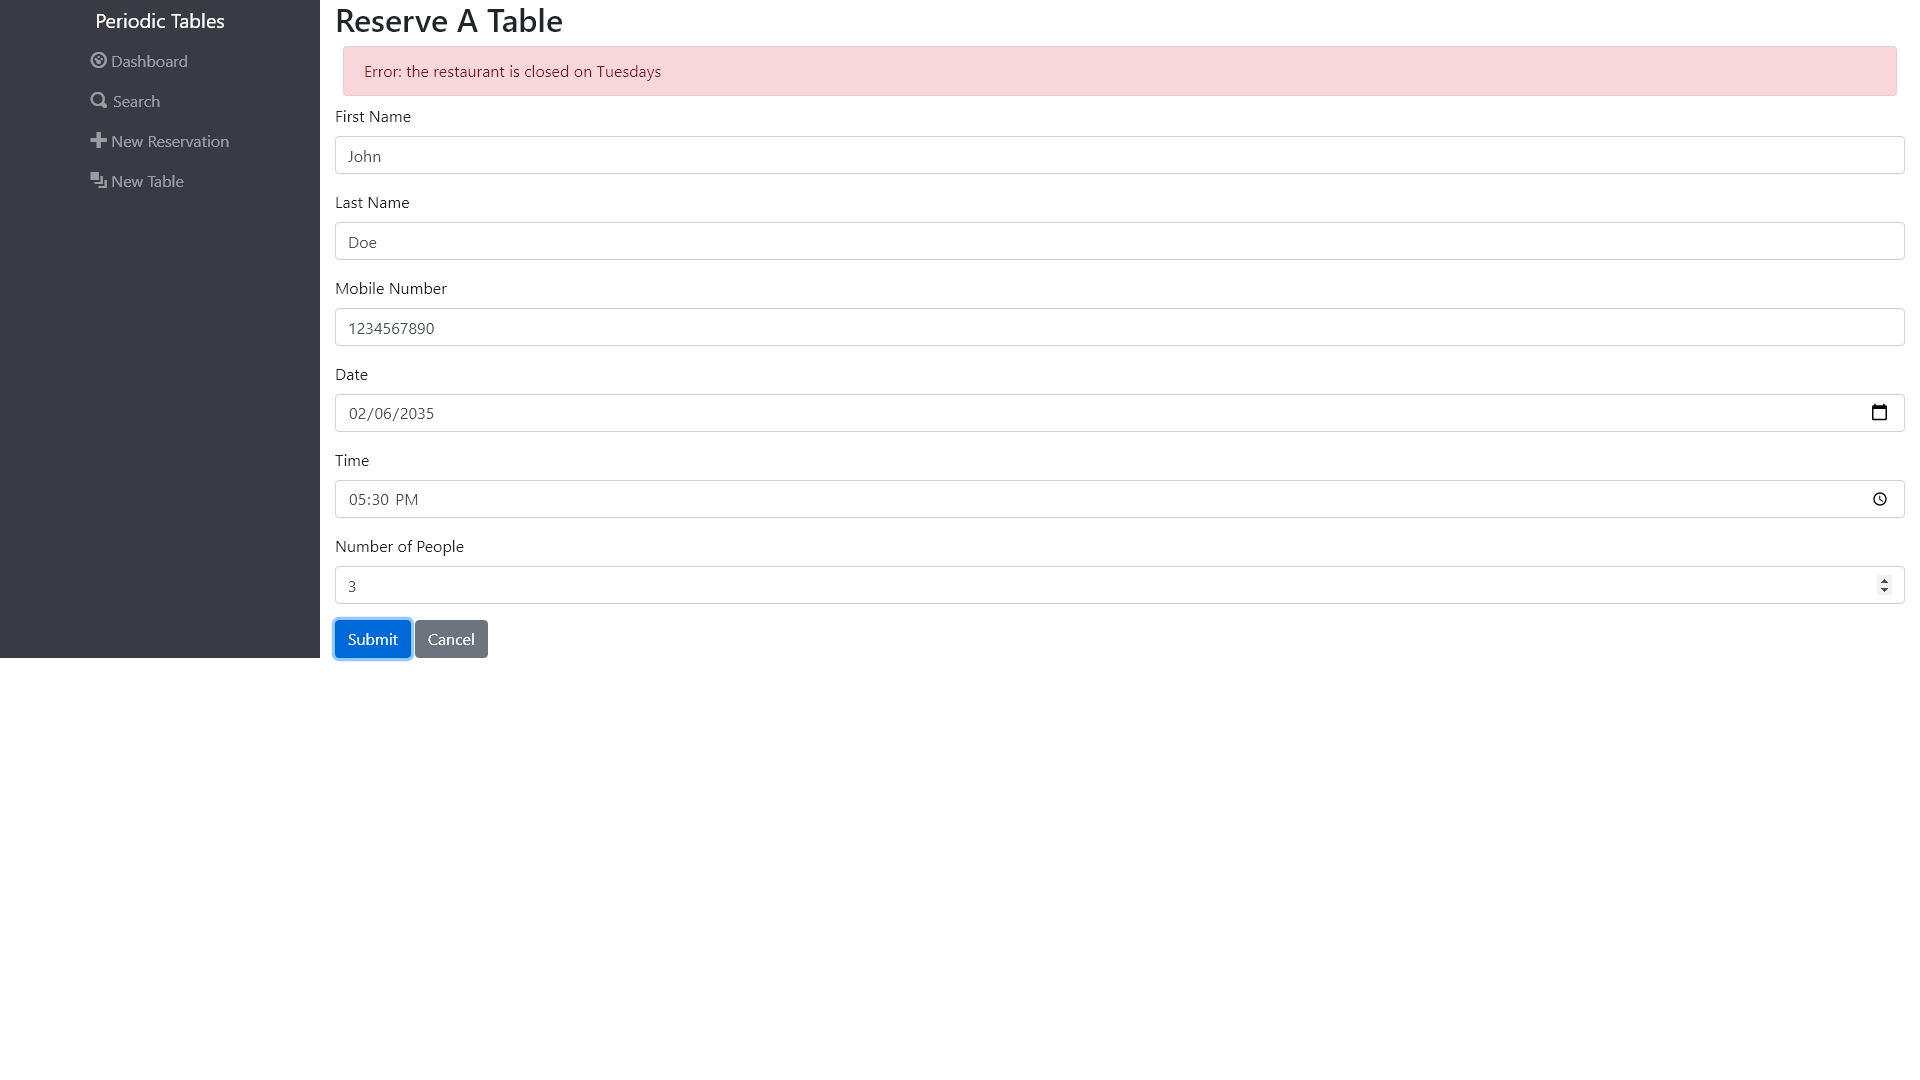 Periodic Tables
Dashboard
Search
New Reservation
New Table
Reserve A Table
Error: the restaurant is closed on Tuesdays
First Name
John
Last Name
Doe
Mobile Number
1234567890
Date
02/06/2035
Time
05:30 PM
Number of People
3
Submit Cancel